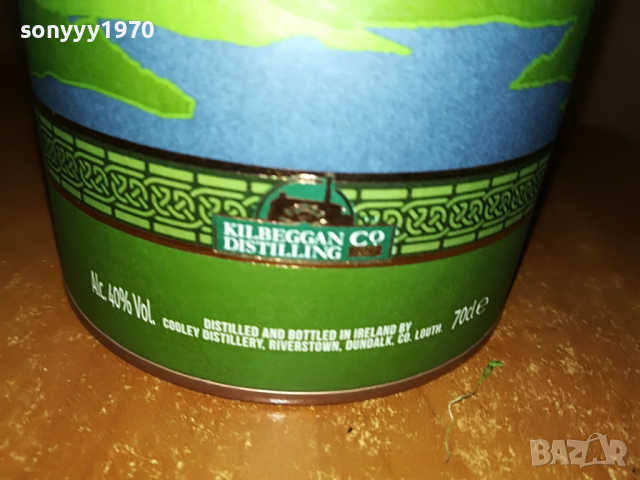 sonyyy1970
KILBEGGAN
DISTILLING
CO
Alc. 40% Vol.
DISTILLED AND BOTTLED IN IRELAND BY
COOLEY DISTILLERY, RIVERSTOWN, DUNDALK, CO. LOUTH.
70cl e
BAZAR